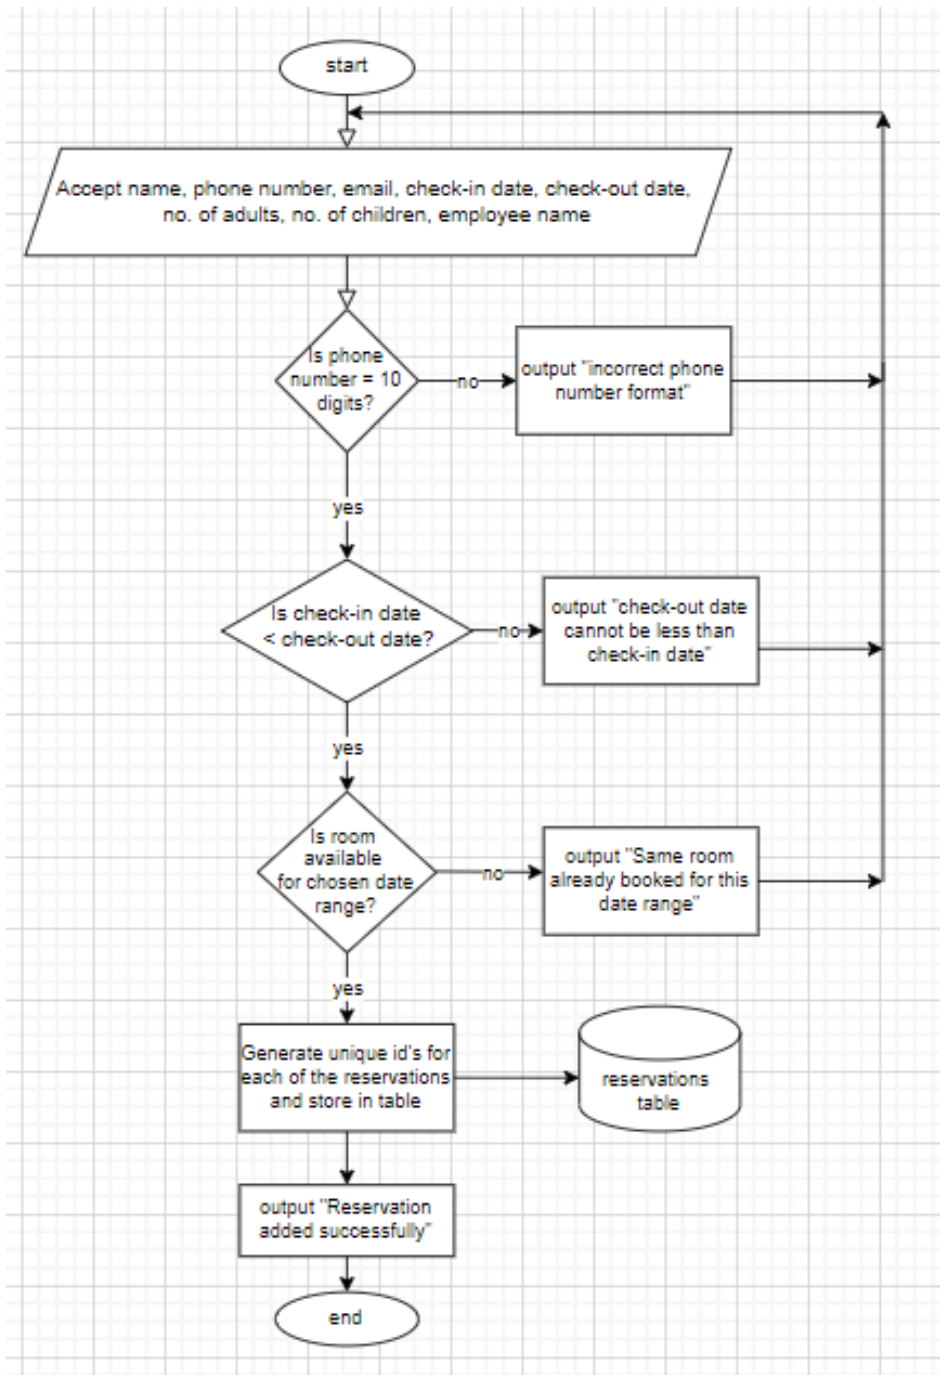 start
Accept name, phone number, email, check-in date, check-out date,
no. of adults, no. of children, employee name
Is phone
number = 10
digits?
no
output "incorrect phone
number format"
yes
Is check-in date
< check-out date?
no
output "check-out date
cannot be less than
check-in date"
yes
Is room
available
for chosen date
range?
no
output "Same room
already booked for this
date range"
yes
Generate unique id's for
each of the reservations
and store in table
reservations
table
output "Reservation
added successfully"
end